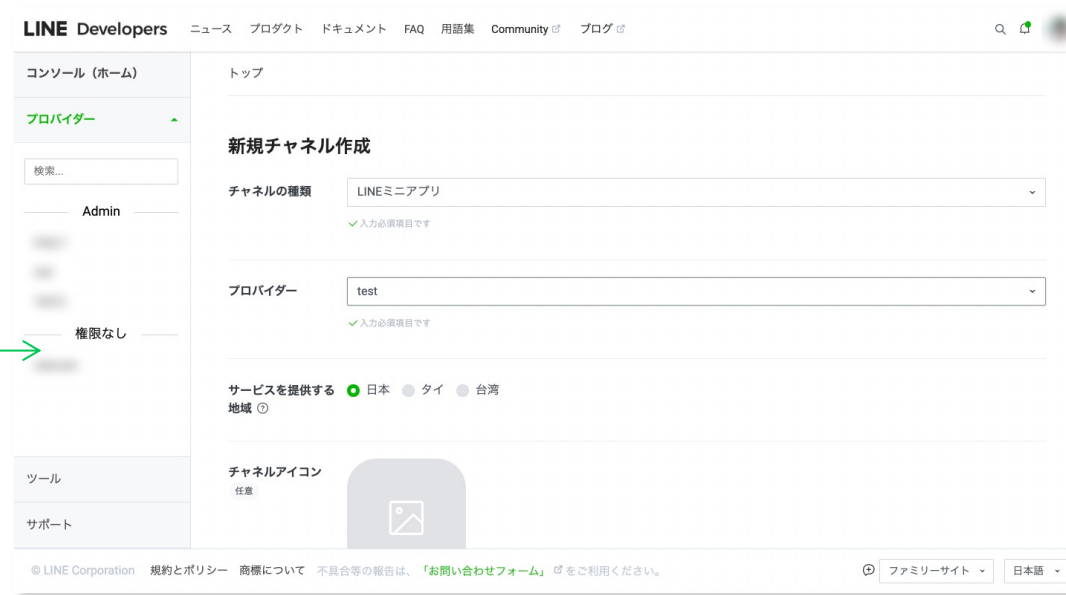 LINE Developers ニュース プロダクト ドキュメント FAQ 用語集 Community ブログ
コンソール（ホーム）
トップ
プロバイダー
新規チャネル作成
検索...
チャネルの種類
LINEミニアプリ
入力必須項目です
Admin
プロバイダー
test
入力必須項目です
権限なし
サービスを提供する
地域
日本 タイ 台湾
チャネルアイコン
任意
ツール
サポート
© LINE Corporation 規約とポリシー 商標について 不具合等の報告は、「お問い合わせフォーム」をご利用ください。
ファミリーサイト
日本語